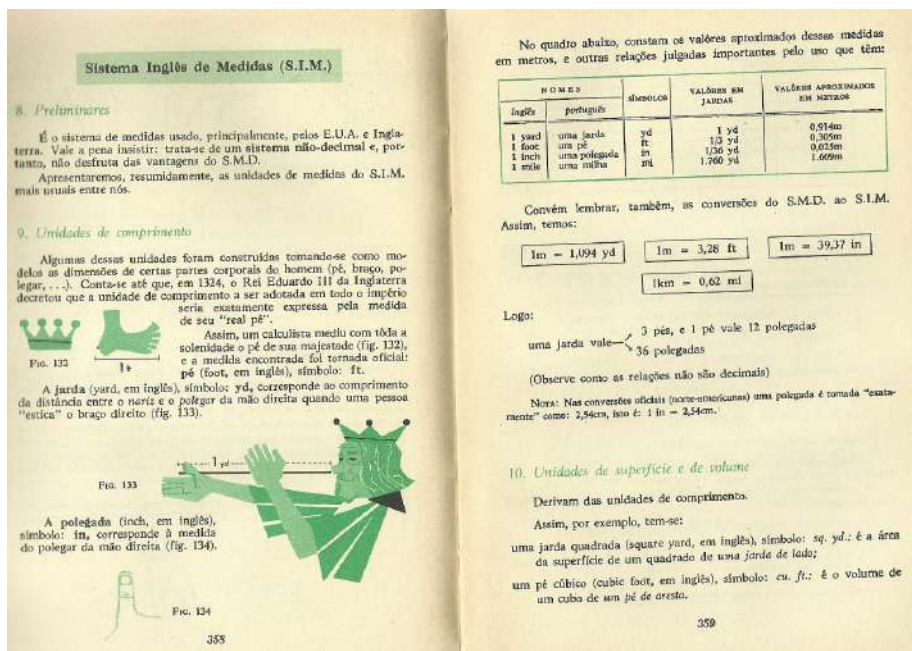 Sistema Inglês de Medidas (S.I.M.)
8. Preliminares
É o sistema de medidas usado, principalmente, pelos E.U.A. e Ingla-
terra. Vale a pena insistir: trata-se de um sistema não-decimal e, por-
tanto, não desfruta das vantagens do S.M.D.
Apresentaremos, resumidamente, as unidades de medidas do S.I.M.
mais usuais entre nós.
9. Unidades de comprimento
Algumas dessas unidades foram construídas tomando-se como mo-
delos as dimensões de certas partes corporais do homem (pé, braço, po-
legar, . . .). Conta-se até que, em 1324, o Rei Eduardo III da Inglaterra
decretou que a unidade de comprimento a ser adotada em todo o império
seria exatamente expressa pela medida
de seu "real pé".
Assim, um calculista mediu com tôda a
solenidade o pé de sua majestade (fig. 132),
e a medida encontrada foi tornada oficial:
pé (foot, em inglês), símbolo: ft.
FIG. 132
1 ft
A jarda (yard, em inglês), símbolo: yd, corresponde ao comprimento
da distância entre o nariz e o polegar da mão direita quando uma pessoa
"estica" o braço direito (fig. 133).
1 yd
FIG. 133
A polegada (inch, em inglês),
símbolo: in, corresponde à medida
do polegar da mão direita (fig. 134).
FIG. 134
358
No quadro abaixo, constam os valôres aproximados dessas medidas
em metros, e outras relações julgadas importantes pelo uso que têm:
NOMES
inglês português SÍMBOLOS VALÔRES EM JARDAS VALÔRES APROXIMADOS EM METROS
1 yard uma jarda yd 1 yd 0,914m
1 foot um pé ft 1/3 yd 0,305m
1 inch uma polegada in 1/36 yd 0,025m
1 mile uma milha mi 1.760 yd 1.609m
Convém lembrar, também, as conversões do S.M.D. ao S.I.M.
Assim, temos:
1m = 1,094 yd 1m = 3,28 ft 1m = 39,37 in
1km = 0,62 mi
Logo:
3 pés, e 1 pé vale 12 polegadas
uma jarda vale
36 polegadas
(Observe como as relações não são decimais)
NOTA: Nas conversões oficiais (norte-americanas) uma polegada é tomada "exata-
mente" como: 2,54cm, isto é: 1 in = 2,54cm.
10. Unidades de superfície e de volume
Derivam das unidades de comprimento.
Assim, por exemplo, tem-se:
uma jarda quadrada (square yard, em inglês), símbolo: sq. yd.: é a área
da superfície de um quadrado de uma jarda de lado;
um pé cúbico (cubic foot, em inglês), símbolo: cu. ft.: é o volume de
um cubo de um pé de aresta.
359